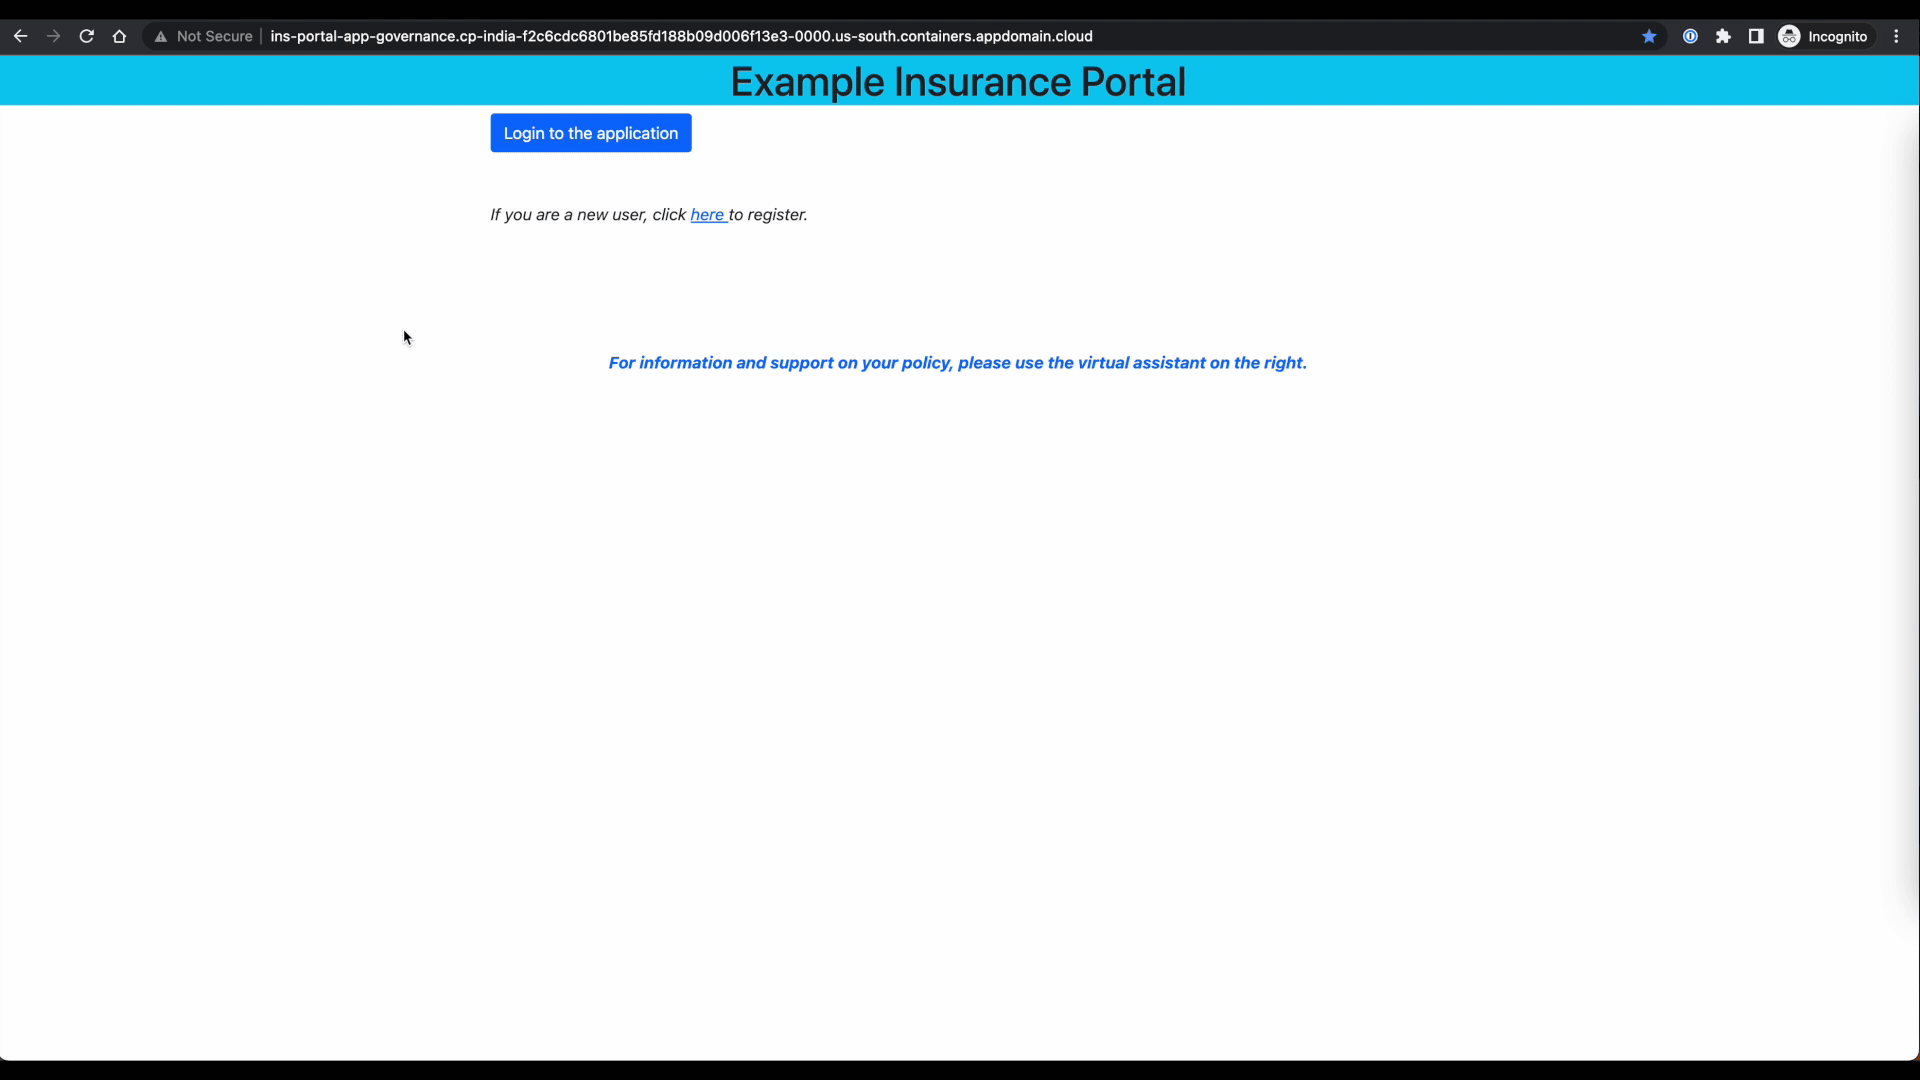 Not Secure | ins-portal-app-governance.cp-india-f2c6cdc6801be85fd188b09d006f13e3-0000.us-south.containers.appdomain.cloud
Incognito
Example Insurance Portal
Login to the application
If you are a new user, click here to register.
For information and support on your policy, please use the virtual assistant on the right.